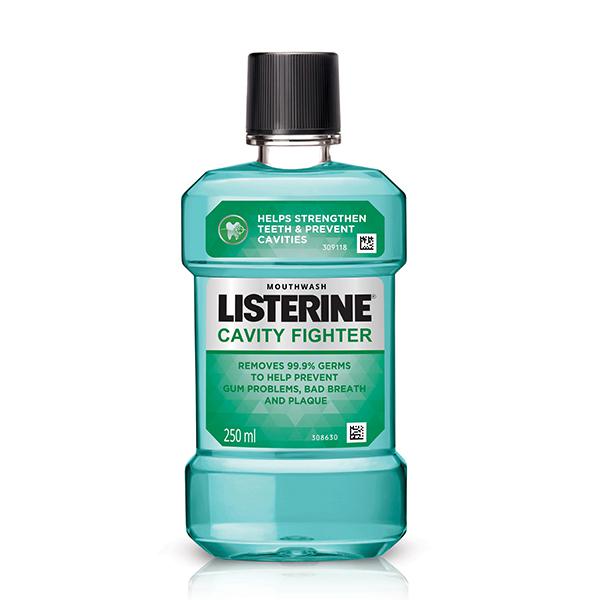 HELPS STRENGTHEN
TEETH & PREVENT
CAVITIES
309118
MOUTHWASH
LISTERINE®
CAVITY FIGHTER
REMOVES 99.9% GERMS
TO HELP PREVENT
GUM PROBLEMS, BAD BREATH
AND PLAQUE
250 ml
308630